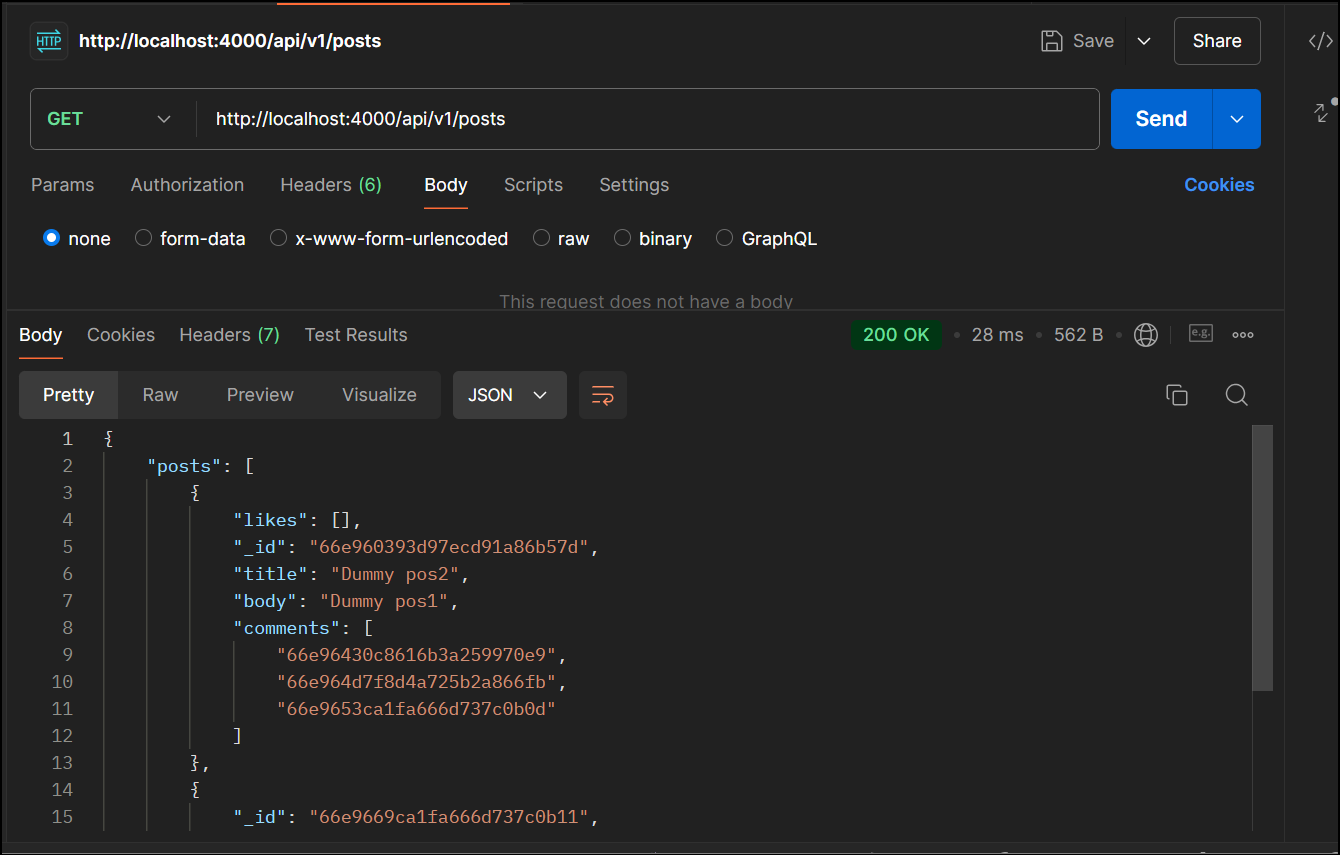 HTTP http://localhost:4000/api/v1/posts Save Share </>
GET http://localhost:4000/api/v1/posts Send
Params Authorization Headers (6) Body Scripts Settings Cookies
none form-data x-www-form-urlencoded raw binary GraphQL
This request does not have a body
Body Cookies Headers (7) Test Results 200 OK • 28 ms • 562 B • e.g.
Pretty Raw Preview Visualize JSON
1 {
2 "posts": [
3 {
4 "likes": [],
5 "_id": "66e960393d97ecd91a86b57d",
6 "title": "Dummy pos2",
7 "body": "Dummy pos1",
8 "comments": [
9 "66e96430c8616b3a259970e9",
10 "66e964d7f8d4a725b2a866fb",
11 "66e9653ca1fa666d737c0b0d"
12 ]
13 },
14 {
15 "_id": "66e9669ca1fa666d737c0b11",